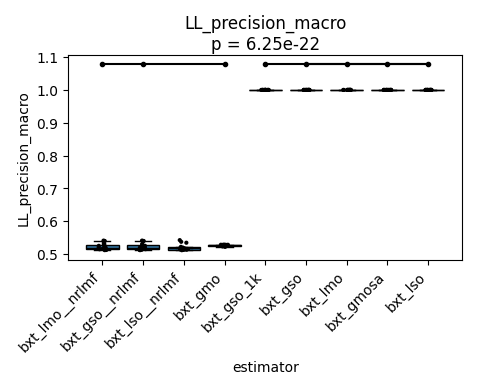 LL_precision_macro
p = 6.25e-22
1.1
1.0
0.9
0.8
0.7
0.6
0.5
LL_precision_macro
bxt_lmo__nrlmf
bxt_gso__nrlmf
bxt_lso__nrlmf
bxt_gmo
bxt_gso_1k
bxt_gso
bxt_lmo
bxt_gmosa
bxt_lso
estimator